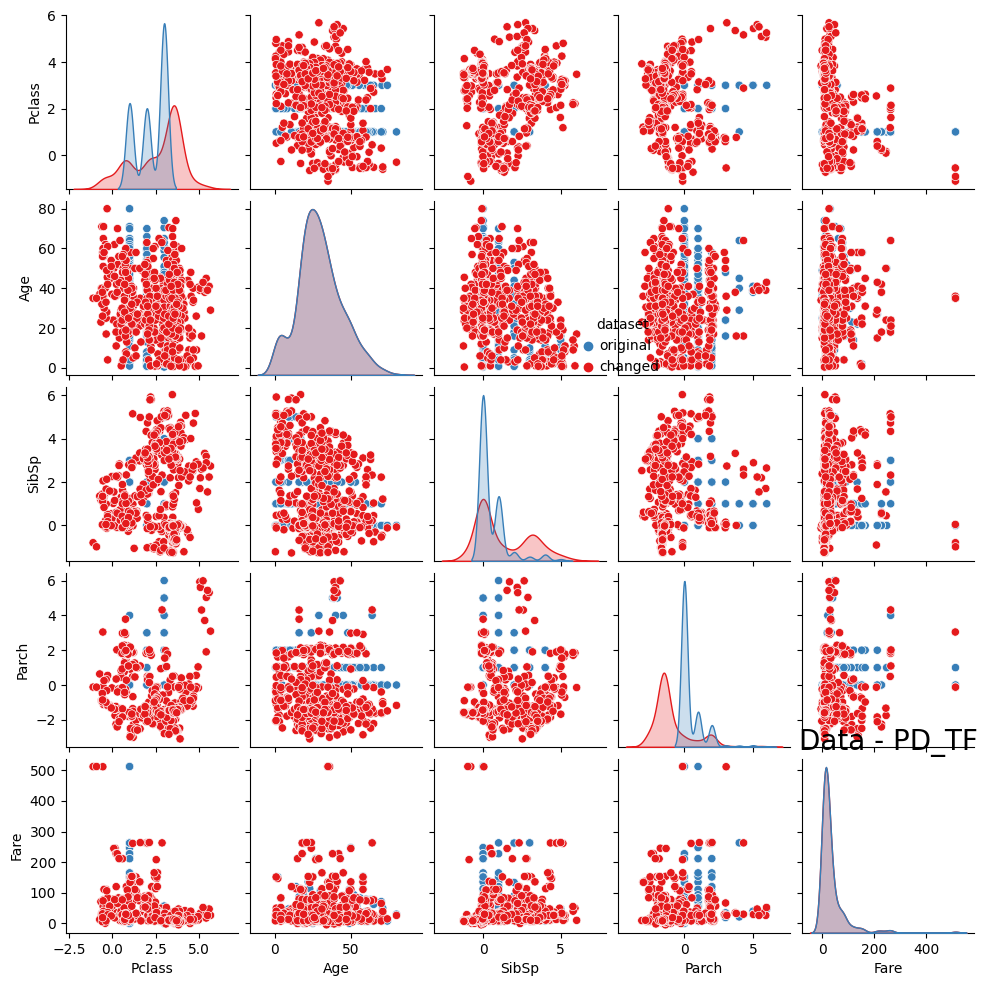 6
4
2
0
Pclass
80
60
40
20
0
Age
dataset
original
changed
6
4
2
0
SibSp
6
4
2
0
−2
Parch
Data - PD_TF
500
400
300
200
100
0
Fare
−2.5 0.0 2.5 5.0 0 50 0 5 0 5 0 200 400
Pclass Age SibSp Parch Fare